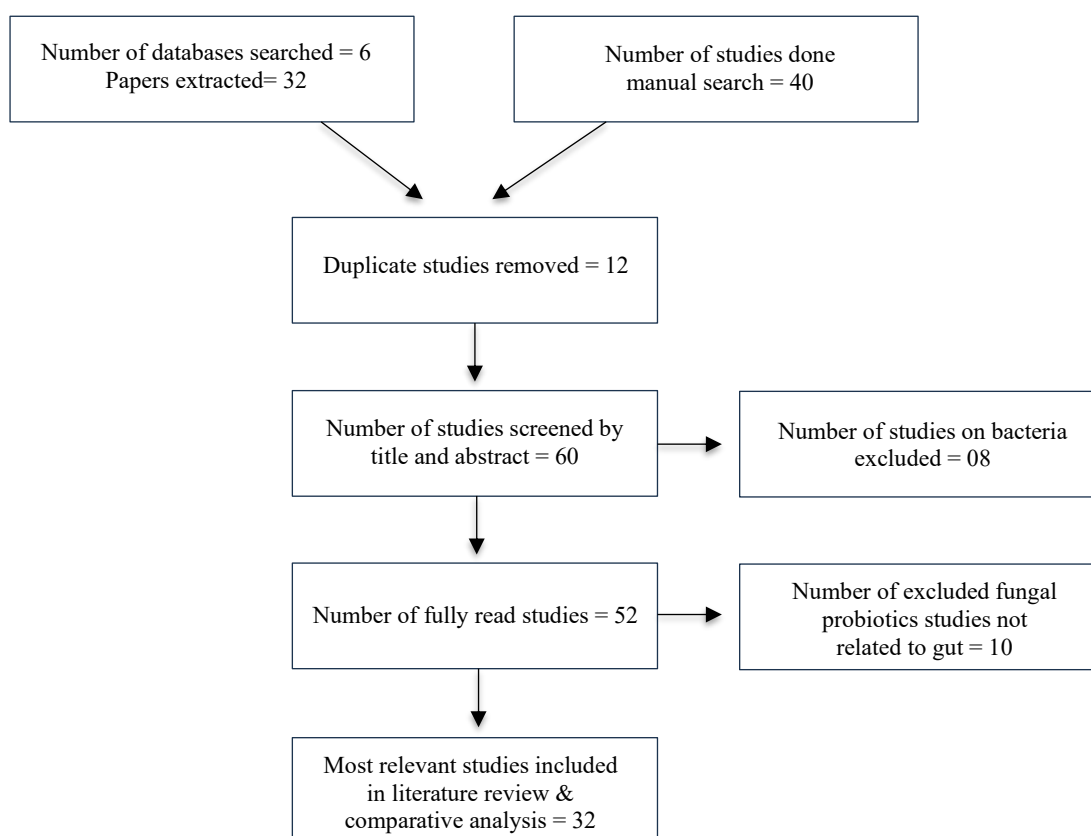 Number of databases searched = 6
Papers extracted= 32
Number of studies done
manual search = 40
Duplicate studies removed = 12
Number of studies screened by
title and abstract = 60
Number of studies on bacteria
excluded = 08
Number of fully read studies = 52
Number of excluded fungal
probiotics studies not
related to gut = 10
Most relevant studies included
in literature review &
comparative analysis = 32